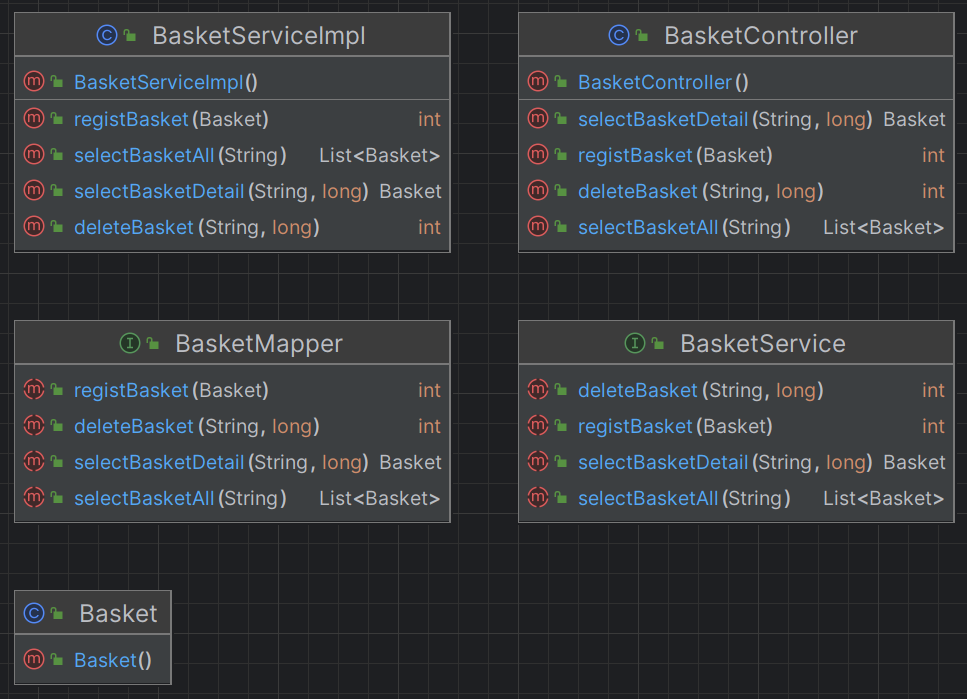 BasketServiceImpl
BasketServiceImpl()
registBasket(Basket) int
selectBasketAll(String) List<Basket>
selectBasketDetail(String, long) Basket
deleteBasket(String, long) int
BasketController
BasketController()
selectBasketDetail(String, long) Basket
registBasket(Basket) int
deleteBasket(String, long) int
selectBasketAll(String) List<Basket>
BasketMapper
registBasket(Basket) int
deleteBasket(String, long) int
selectBasketDetail(String, long) Basket
selectBasketAll(String) List<Basket>
BasketService
deleteBasket(String, long) int
registBasket(Basket) int
selectBasketDetail(String, long) Basket
selectBasketAll(String) List<Basket>
Basket
Basket()